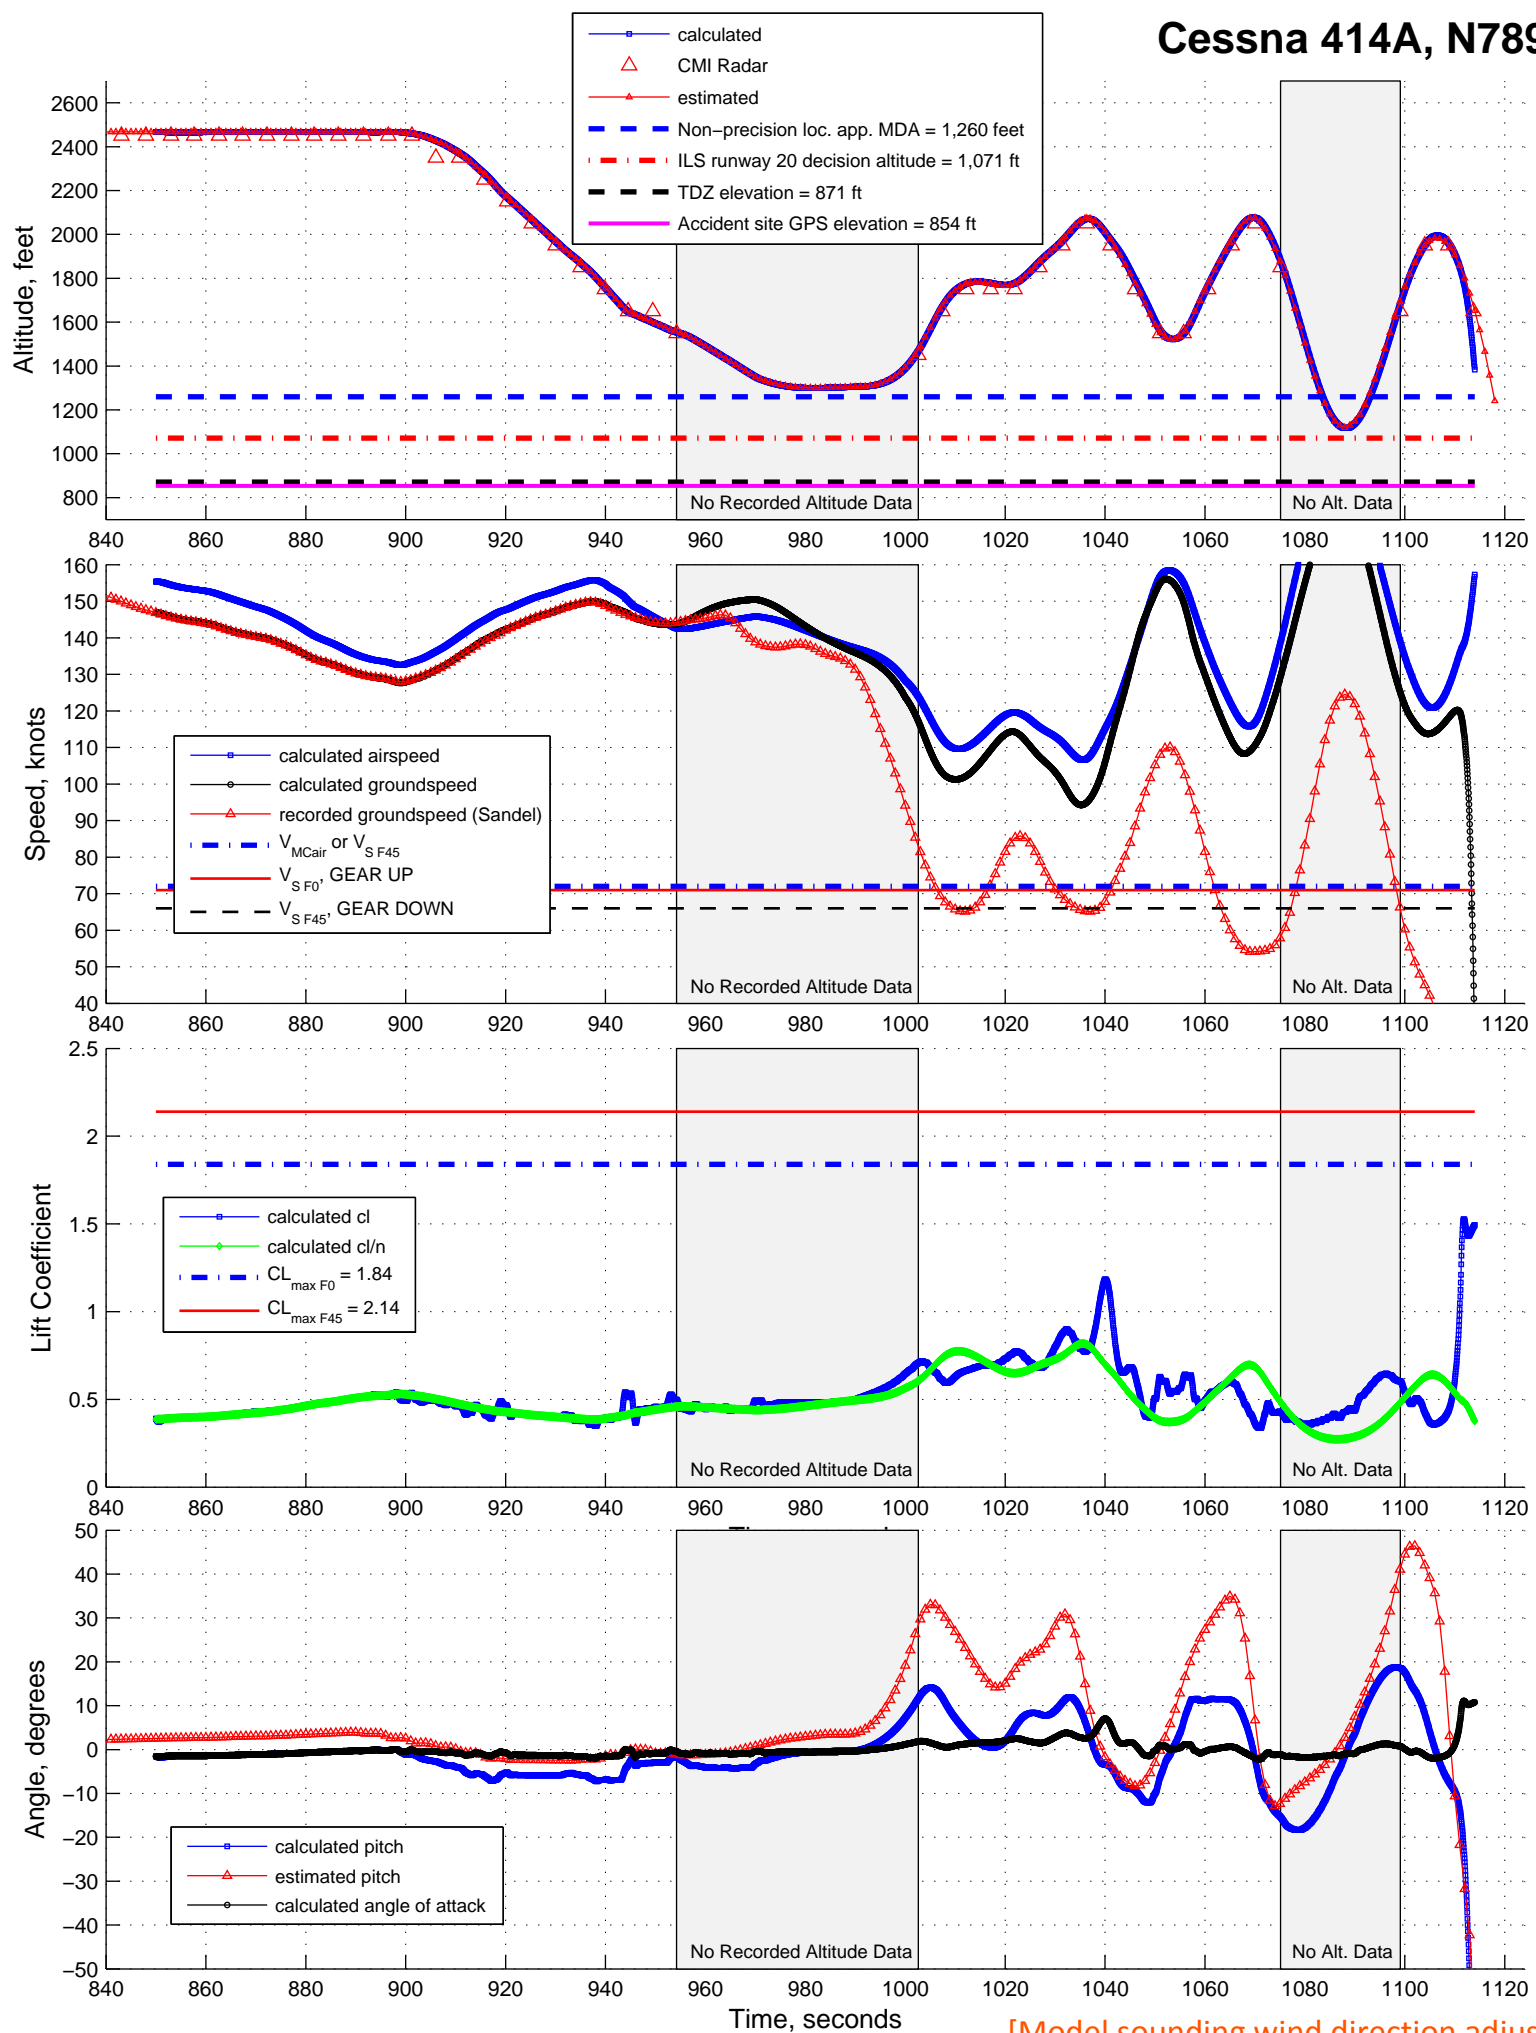 Cessna 414A, N789
calculated
CMI Radar
estimated
Non−precision loc. app. MDA = 1,260 feet
ILS runway 20 decision altitude = 1,071 ft
TDZ elevation = 871 ft
Accident site GPS elevation = 854 ft
Altitude, feet
2600
2400
2200
2000
1800
1600
1400
1200
1000
800
No Recorded Altitude Data
No Alt. Data
840 860 880 900 920 940 960 980 1000 1020 1040 1060 1080 1100 1120
Speed, knots
160
150
140
130
120
110
100
90
80
70
60
50
40
calculated airspeed
calculated groundspeed
recorded groundspeed (Sandel)
V MCair or V S F45
V S F0, GEAR UP
V S F45, GEAR DOWN
No Recorded Altitude Data
No Alt. Data
840 860 880 900 920 940 960 980 1000 1020 1040 1060 1080 1100 1120
Lift Coefficient
2.5
2
1.5
1
0.5
0
calculated cl
calculated cl/n
CL max F0 = 1.84
CL max F45 = 2.14
No Recorded Altitude Data
No Alt. Data
840 860 880 900 920 940 960 980 1000 1020 1040 1060 1080 1100 1120
Angle, degrees
50
40
30
20
10
0
−10
−20
−30
−40
−50
calculated pitch
estimated pitch
calculated angle of attack
No Recorded Altitude Data
No Alt. Data
840 860 880 900 920 940 960 980 1000 1020 1040 1060 1080 1100 1120
Time, seconds
[Model sounding wind direction adjus